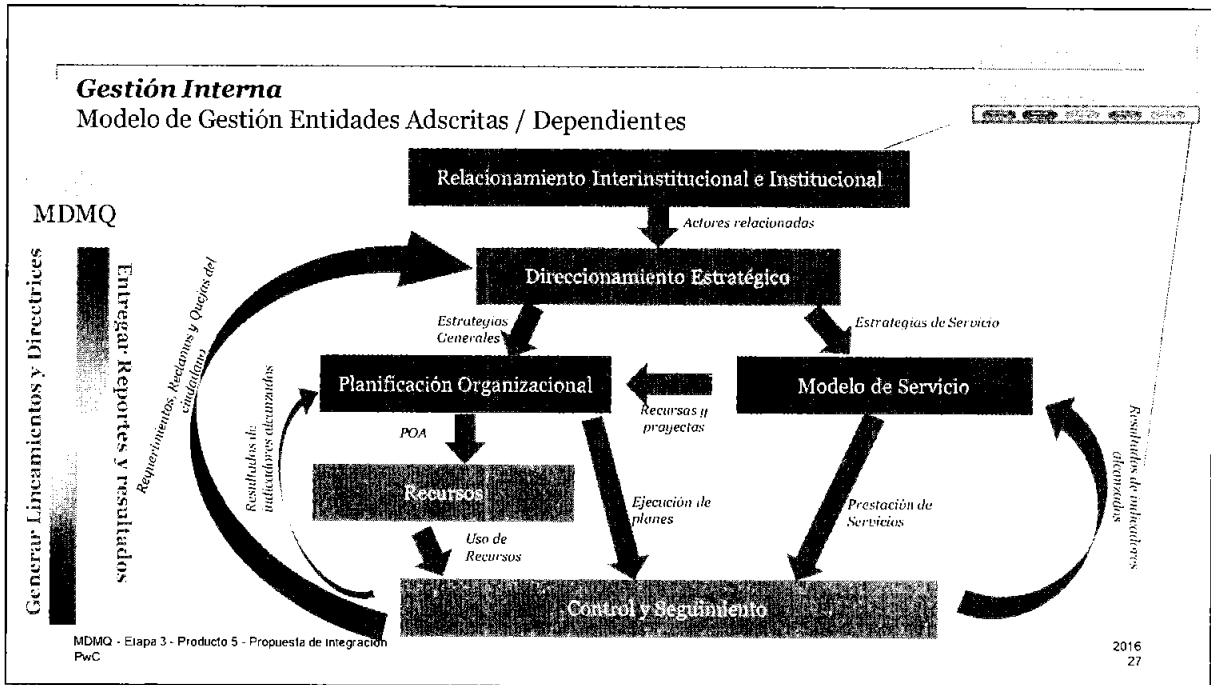 Gestión Interna
Modelo de Gestión Entidades Adscritas / Dependientes
Relacionamiento Interinstitucional e Institucional
MDMQ
Actores relacionados
Direccionamiento Estratégico
Generar Lineamientos y Directrices
Entregar Reportes y resultados
Requerimientos, Reclamos y Quejas del
ciudadano
Estrategias
Generales
Estrategias de Servicio
Planificación Organizacional
Modelo de Servicio
Recursos y
proyectos
POA
Resultados de
indicadores alcanzados
Resultados de indicadores
alcanzados
Recursos
Ejecución de
planes
Prestación de
Servicios
Uso de
Recursos
Control y Seguimiento
MDMQ - Etapa 3 - Producto 5 - Propuesta de integración
PwC
2016
27